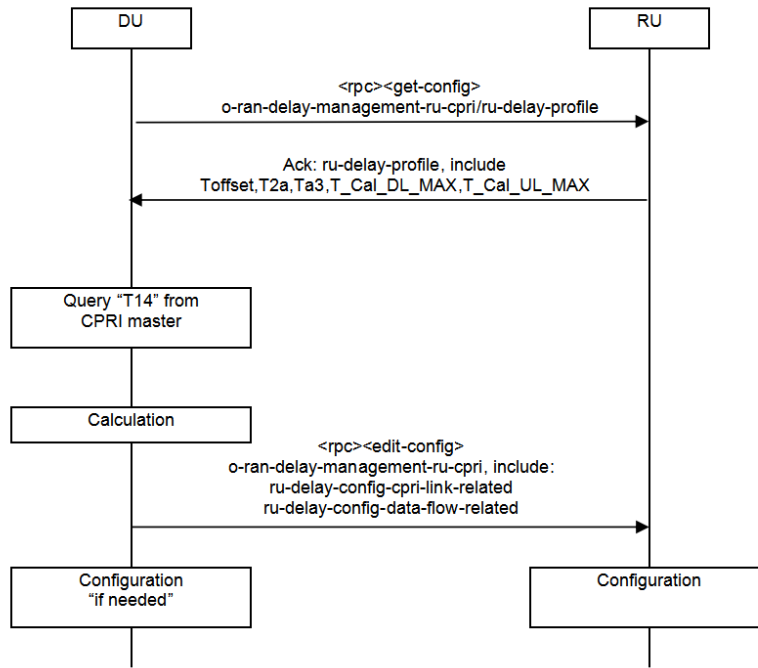 DU
RU
<rpc><get-config>
o-ran-delay-management-ru-cpri/ru-delay-profile
Ack: ru-delay-profile, include
Toffset,T2a,Ta3,T_Cal_DL_MAX,T_Cal_UL_MAX
Query “T14” from
CPRI master
Calculation
<rpc><edit-config>
o-ran-delay-management-ru-cpri, include:
ru-delay-config-cpri-link-related
ru-delay-config-data-flow-related
Configuration
“if needed”
Configuration